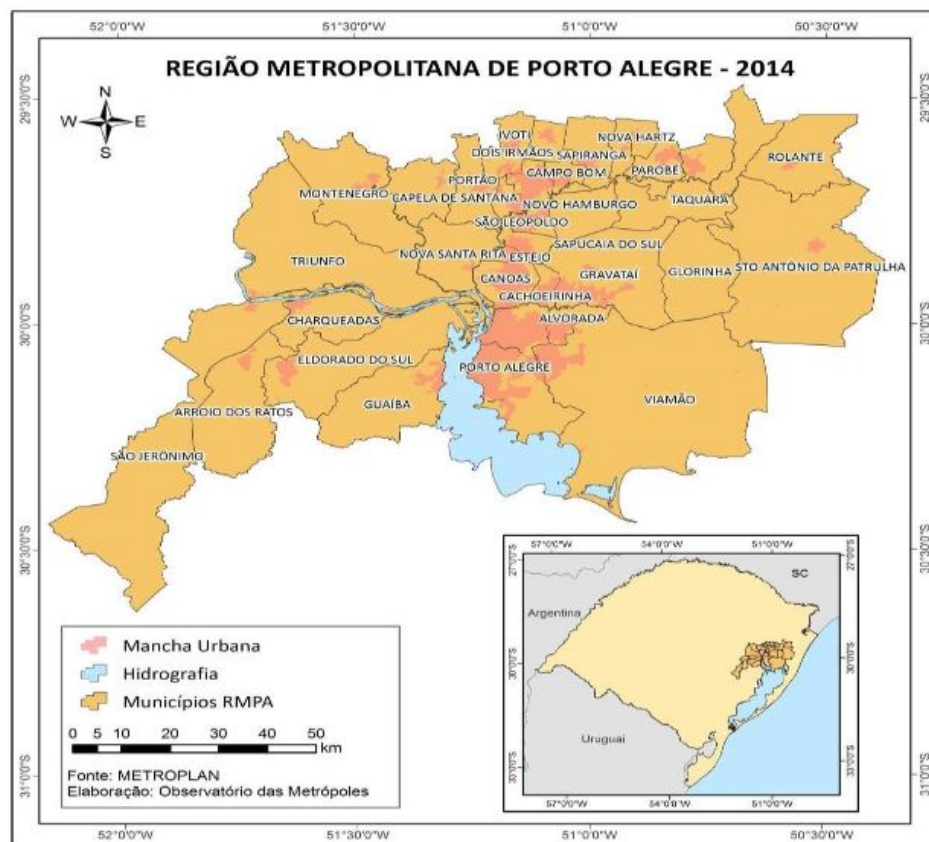 52°0'0"W
51°30'0"W
51°0'0"W
50°30'0"W
REGIÃO METROPOLITANA DE PORTO ALEGRE - 2014
29°30'0"S
29°30'0"S
N
W
E
S
IVOTI
NOVA HARTZ
DOIS IRMÃOS
SAPIRANGA
ROLANTE
PORTÃO
CAMPO BOM
PAROBÉ
MONTENEGRO
CAPELA DE SANTANA
TAQUARA
NOVO HAMBURGO
SÃO LEOPOLDO
SAPUCAIA DO SUL
NOVA SANTA RITA
ESTEIO
TRIUNFO
STO ANTÔNIO DA PATRULHA
GRAVATAÍ
GLORINHA
CANOAS
CACHOEIRINHA
CHARQUEADAS
ALVORADA
30°0'0"S
30°0'0"S
ELDORADO DO SUL
PORTO ALEGRE
GUAÍBA
VIAMÃO
ARROIO DOS RATOS
SÃO JERÔNIMO
30°30'0"S
30°30'0"S
57°0'0"W
54°0'0"W
51°0'0"W
27°0'0"S
27°0'0"S
SC
Argentina
30°0'0"S
30°0'0"S
Uruguai
33°0'0"S
57°0'0"W
54°0'0"W
51°0'0"W
Mancha Urbana
Hidrografia
Municípios RMPA
0 5 10 20 30 40 50
km
Fonte: METROPLAN
Elaboração: Observatório das Metrópoles
31°0'0"S
31°0'0"S
52°0'0"W
51°30'0"W
51°0'0"W
50°30'0"W